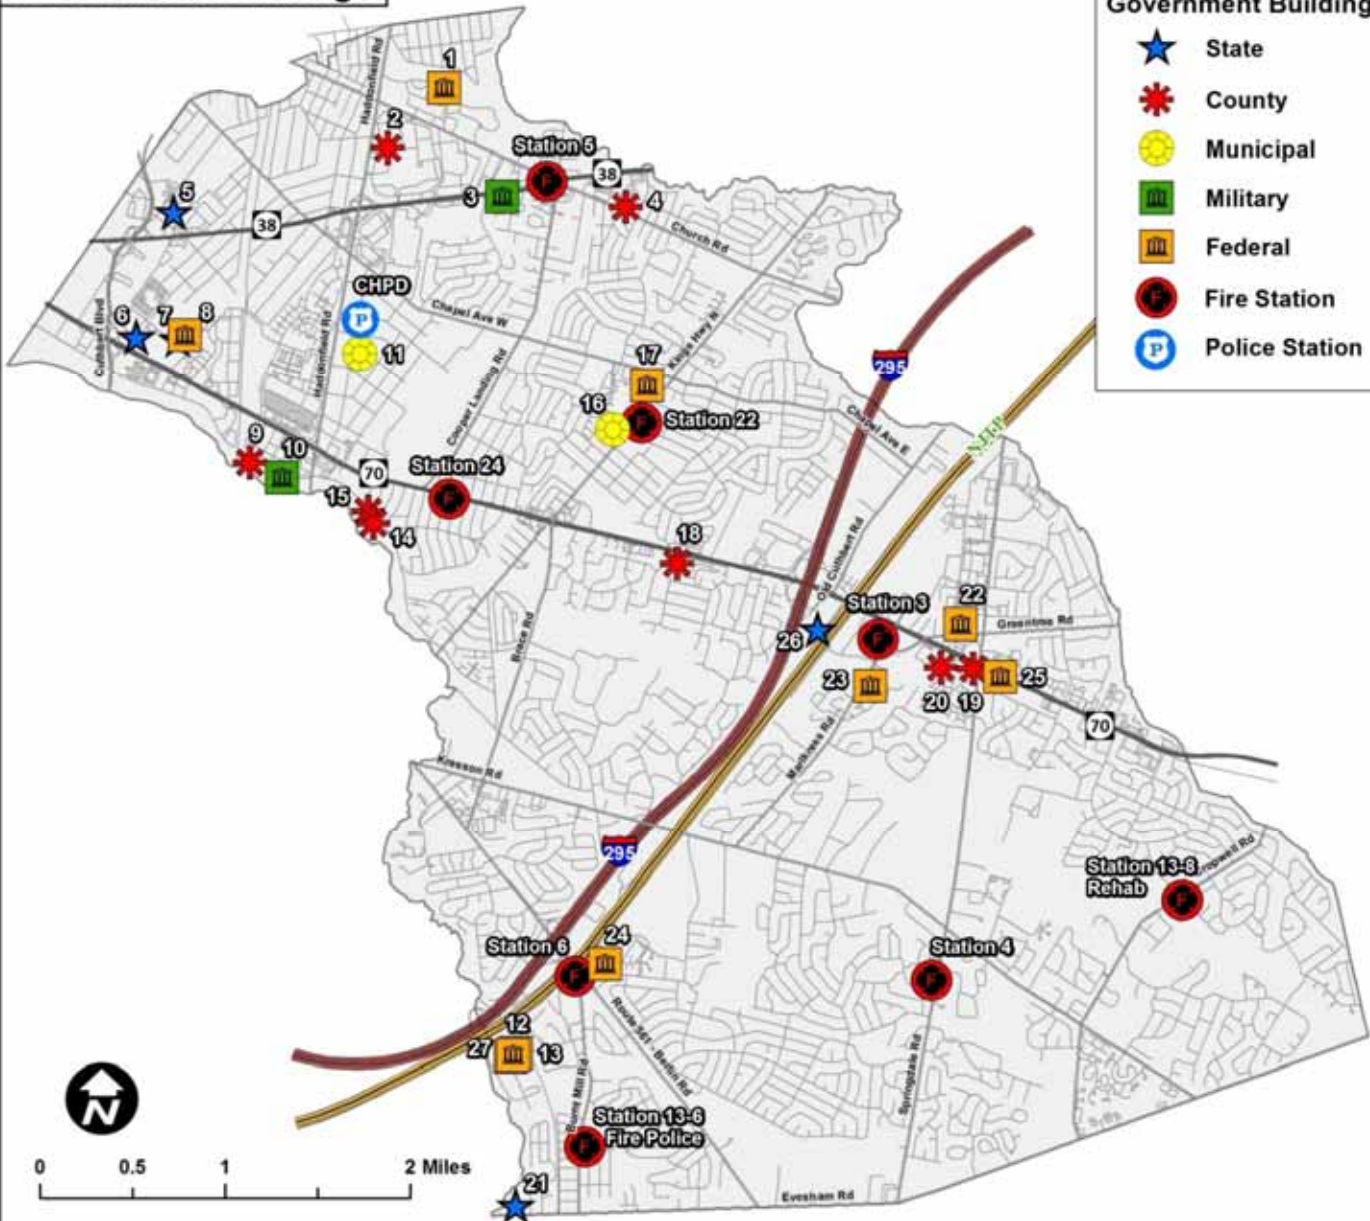 Government Building
State
County
Municipal
Military
Federal
Fire Station
Police Station
1
Haddonfield Rd
2
Station 5
38
3
4
5
38
Church Rd
CHPD
6
7
8
Cuthbert Blvd
Haddonfield Rd
11
Chapel Ave W
Kings Hwy N
17
295
16
Station 22
Cooper Landing Rd
Chapel Ave E
N.J.T.P.
9
10
70
Station 24
15
14
18
Old Cuthbert Rd
Station 3
22
Greentree Rd
26
Brace Rd
23
25
20
19
70
Marlkress Rd
Kresson Rd
295
Station 13-8
Rehab
Cropwell Rd
Station 6
24
Station 4
12
27
13
Route 561 - Berlin Rd
Springdale Rd
Burnt Mill Rd
Station 13-6
Fire Police
N
0 0.5 1 2 Miles
21
Evesham Rd